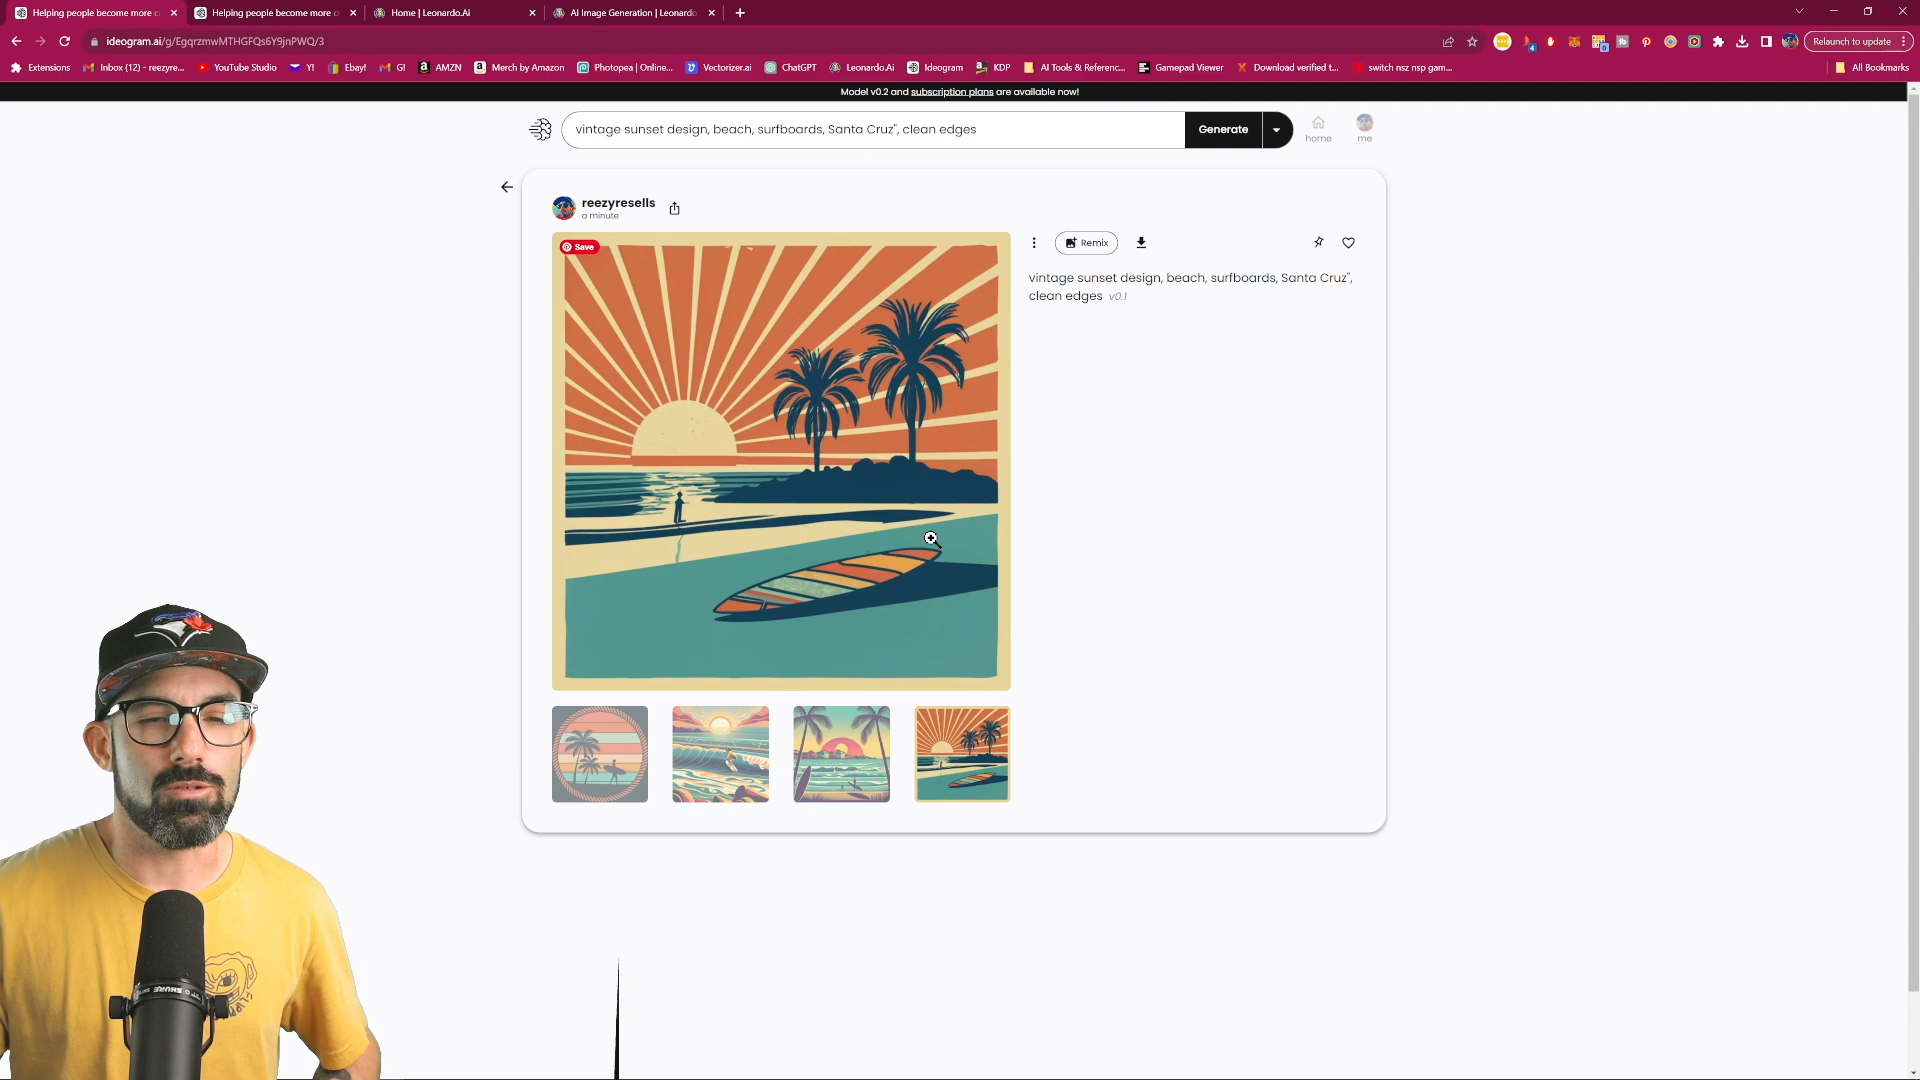 Helping people become more c
Helping people become more c
Home | Leonardo.Ai
AI Image Generation | Leonardo
ideogram.ai/g/EgqrzmwMTHGFQs6Y9jnPWQ/3
Relaunch to update
Extensions
Inbox (12) - reezyre...
YouTube Studio
Y!
Ebay!
G!
AMZN
Merch by Amazon
Photopea | Online...
Vectorizer.ai
ChatGPT
Leonardo.Ai
Ideogram
KDP
AI Tools & Referenc...
Gamepad Viewer
Download verified t...
switch nsz nsp gam...
All Bookmarks
Model v0.2 and subscription plans are available now!
vintage sunset design, beach, surfboards, Santa Cruz", clean edges
Generate
home
me
reezyresells
a minute
Save
Remix
vintage sunset design, beach, surfboards, Santa Cruz",
clean edges v0.1
SHURE